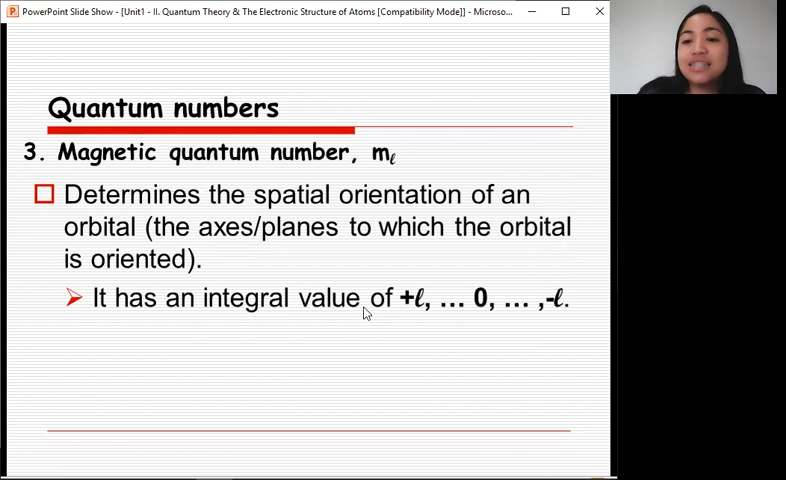 PowerPoint Slide Show - [Unit1 - II. Quantum Theory & The Electronic Structure of Atoms [Compatibility Mode]] - Microso...
Quantum numbers
3. Magnetic quantum number, mℓ
Determines the spatial orientation of an
orbital (the axes/planes to which the orbital
is oriented).
It has an integral value of +ℓ, ... 0, ... ,-ℓ.